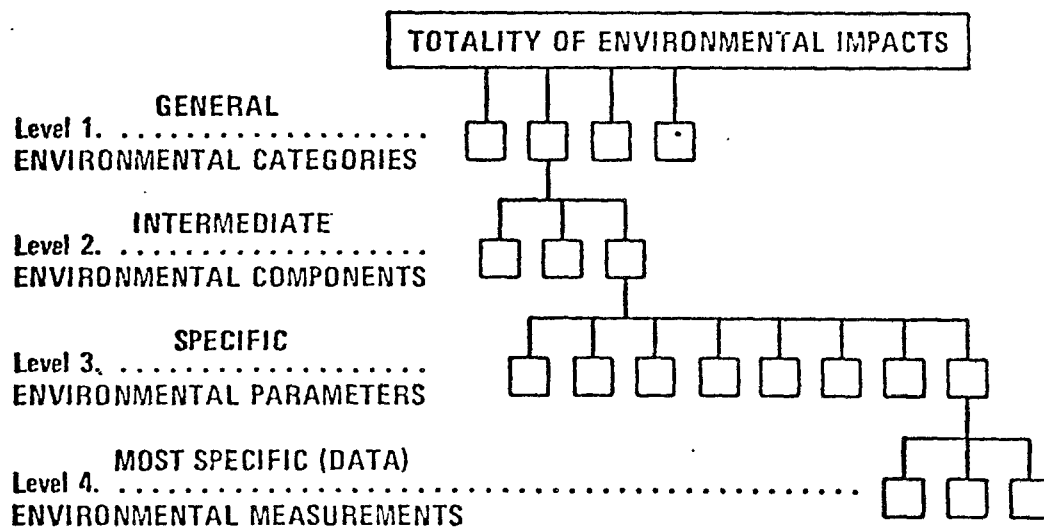 TOTALITY OF ENVIRONMENTAL IMPACTS
GENERAL
Level 1. . . . . . . . . . . . . . . . . . . . .
ENVIRONMENTAL CATEGORIES
INTERMEDIATE
Level 2. . . . . . . . . . . . . . . . . . . . .
ENVIRONMENTAL COMPONENTS
SPECIFIC
Level 3. . . . . . . . . . . . . . . . . . . . .
ENVIRONMENTAL PARAMETERS
MOST SPECIFIC (DATA)
Level 4. . . . . . . . . . . . . . . . . . . . . . . . . . . . . . . . . . . . . . . . . . . . . . . . .
ENVIRONMENTAL MEASUREMENTS